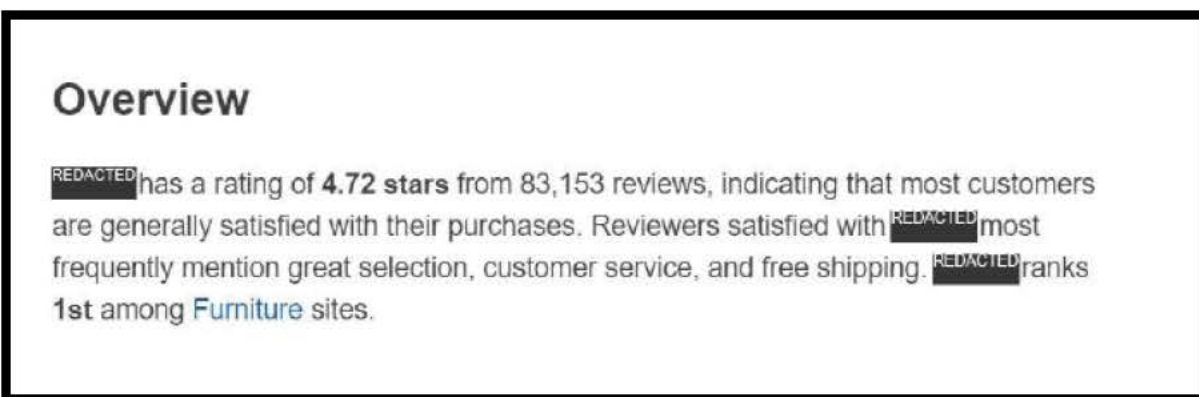 Overview
REDACTED has a rating of 4.72 stars from 83,153 reviews, indicating that most customers
are generally satisfied with their purchases. Reviewers satisfied with REDACTED most
frequently mention great selection, customer service, and free shipping. REDACTED ranks
1st among Furniture sites.